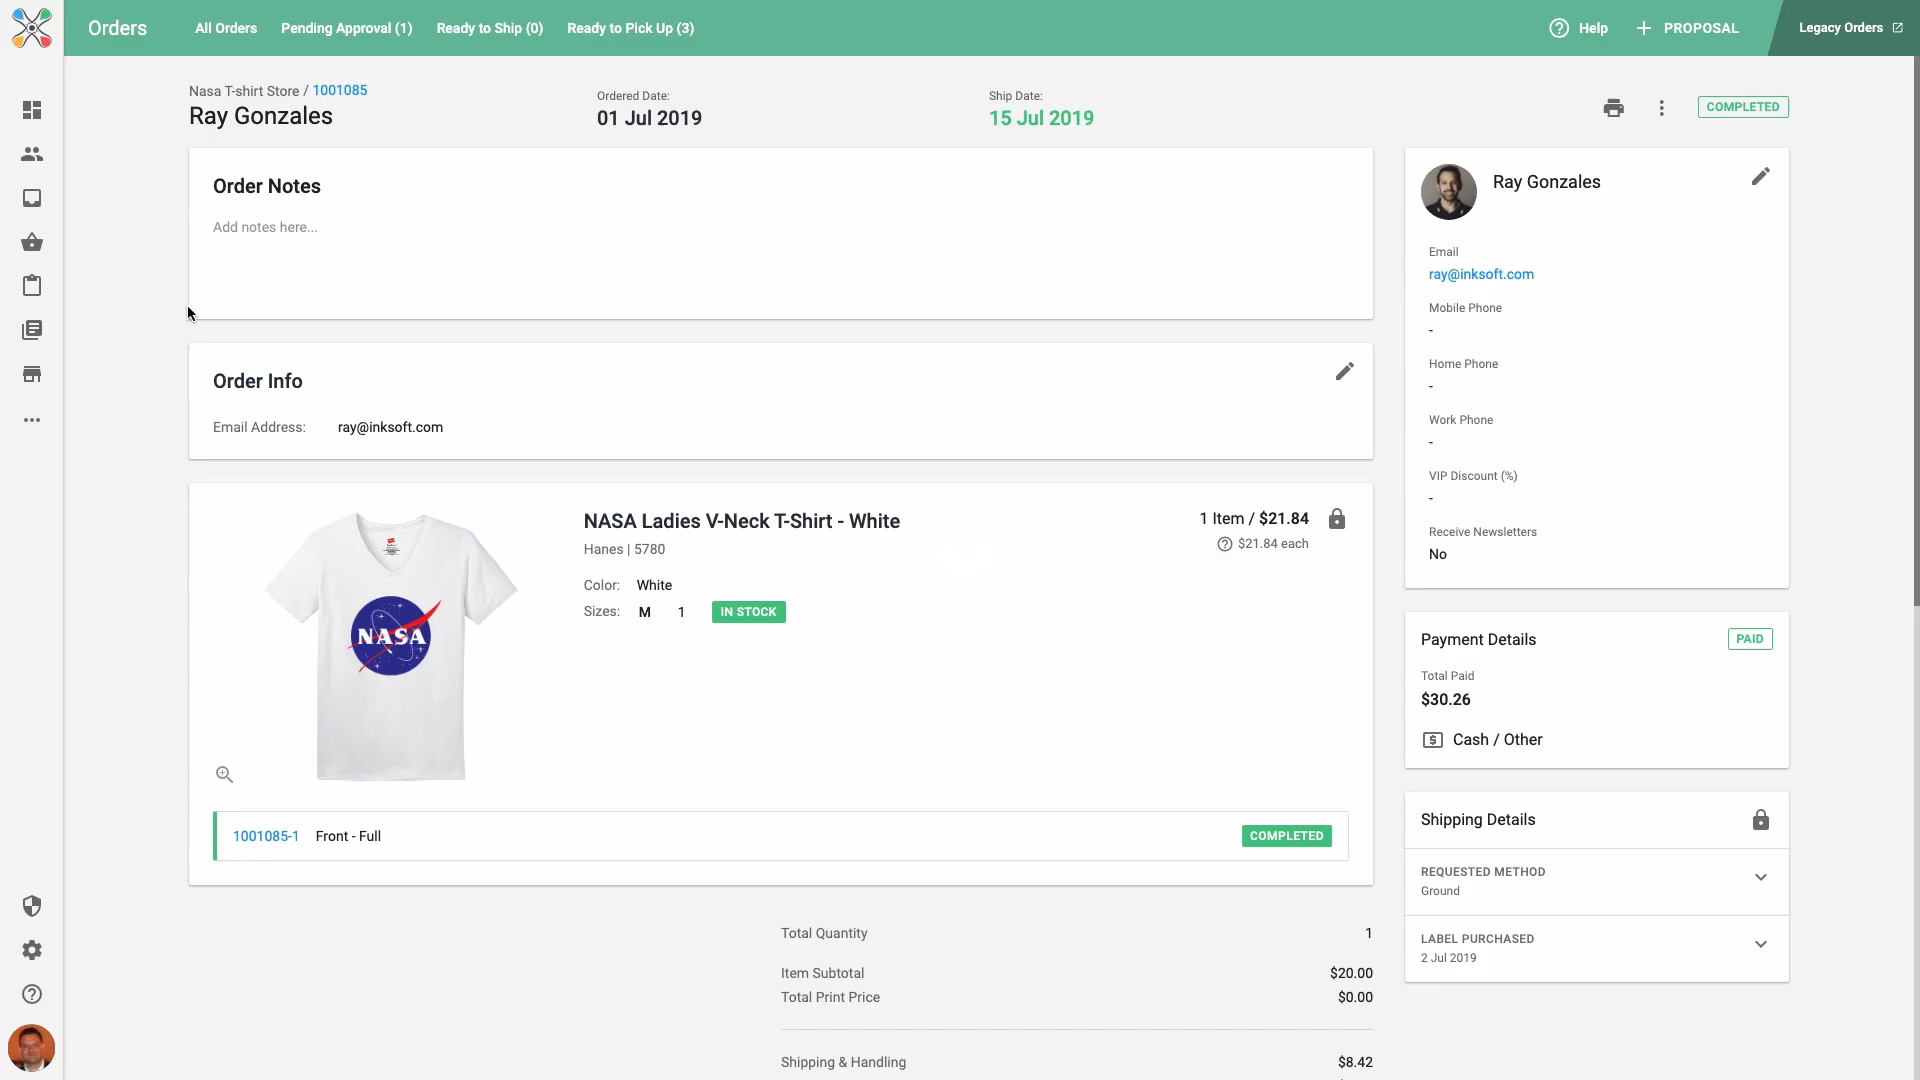 Orders
All Orders
Pending Approval (1)
Ready to Ship (0)
Ready to Pick Up (3)
Help
PROPOSAL
Legacy Orders
Nasa T-shirt Store / 1001085
Ray Gonzales
Ordered Date:
01 Jul 2019
Ship Date:
15 Jul 2019
COMPLETED
Order Notes
Add notes here...
Order Info
Email Address: ray@inksoft.com
NASA
NASA Ladies V-Neck T-Shirt - White
Hanes | 5780
1 Item / $21.84
$21.84 each
Color: White
Sizes: M 1 IN STOCK
1001085-1 Front - Full COMPLETED
Total Quantity 1
Item Subtotal $20.00
Total Print Price $0.00
Shipping & Handling $8.42
Ray Gonzales
Email
ray@inksoft.com
Mobile Phone
-
Home Phone
-
Work Phone
-
VIP Discount (%)
-
Receive Newsletters
No
Payment Details PAID
Total Paid
$30.26
Cash / Other
Shipping Details
REQUESTED METHOD
Ground
LABEL PURCHASED
2 Jul 2019